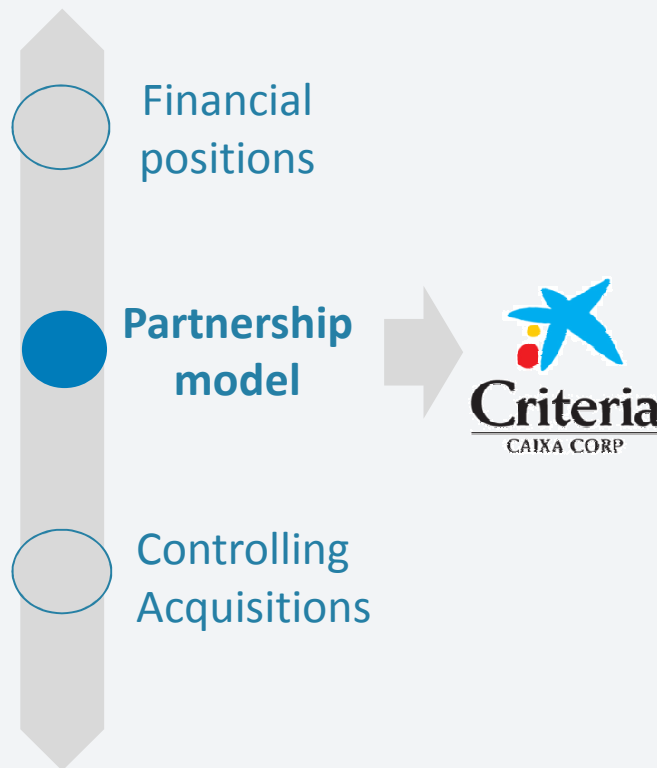 Financial
positions
Partnership
model
Criteria
CAIXA CORP
Controlling
Acquisitions